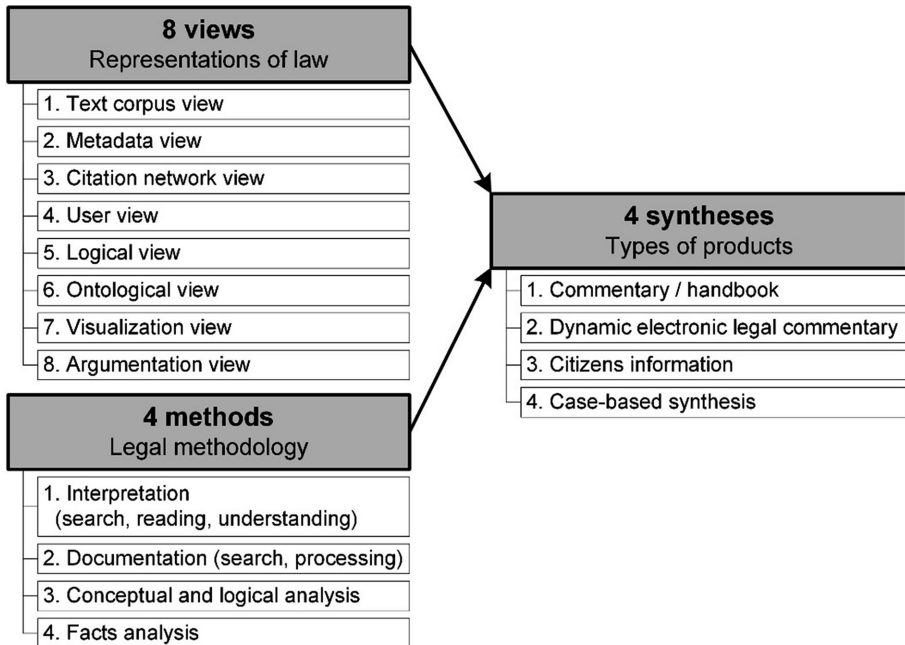 8 views
Representations of law
1. Text corpus view
2. Metadata view
3. Citation network view
4. User view
5. Logical view
6. Ontological view
7. Visualization view
8. Argumentation view
4 methods
Legal methodology
1. Interpretation
(search, reading, understanding)
2. Documentation (search, processing)
3. Conceptual and logical analysis
4. Facts analysis
4 syntheses
Types of products
1. Commentary / handbook
2. Dynamic electronic legal commentary
3. Citizens information
4. Case-based synthesis